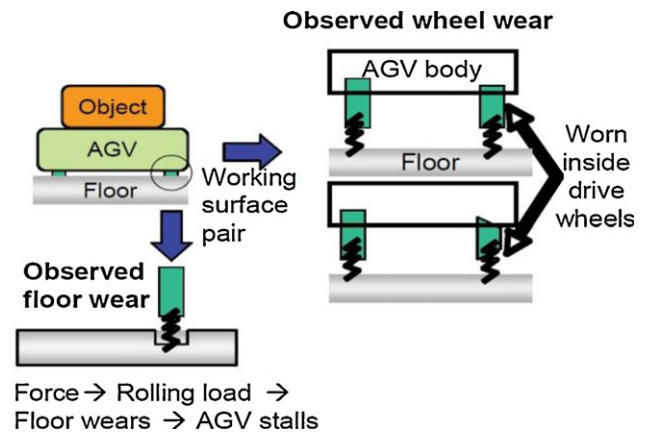 Observed wheel wear
Object
AGV
Floor
Working
surface
pair
AGV body
Floor
Worn
inside
drive
wheels
Observed
floor wear
Force → Rolling load →
Floor wears → AGV stalls